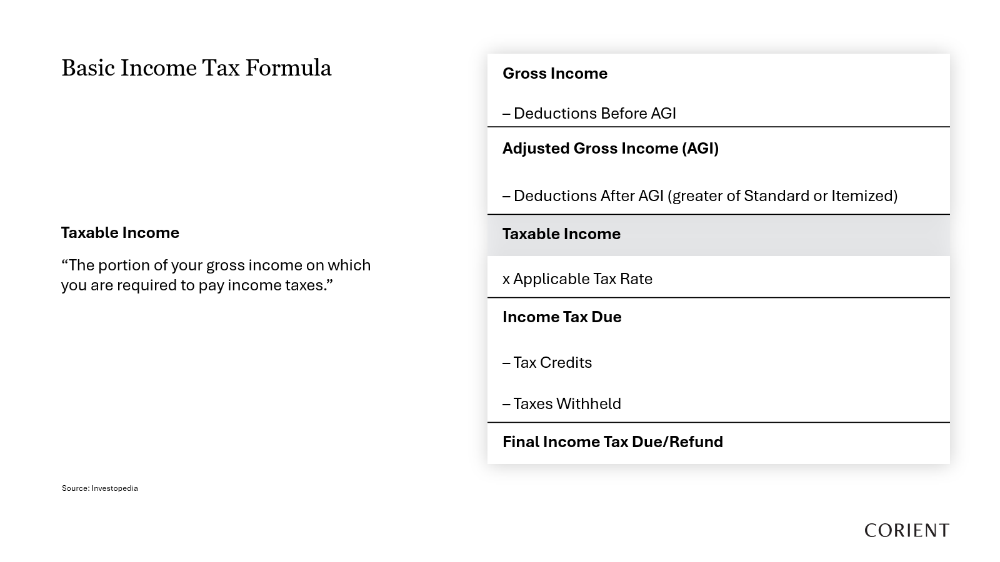 Basic Income Tax Formula
Taxable Income
“The portion of your gross income on which
you are required to pay income taxes.”
Source: Investopedia
Gross Income
– Deductions Before AGI
Adjusted Gross Income (AGI)
– Deductions After AGI (greater of Standard or Itemized)
Taxable Income
x Applicable Tax Rate
Income Tax Due
– Tax Credits
– Taxes Withheld
Final Income Tax Due/Refund
CORIENT